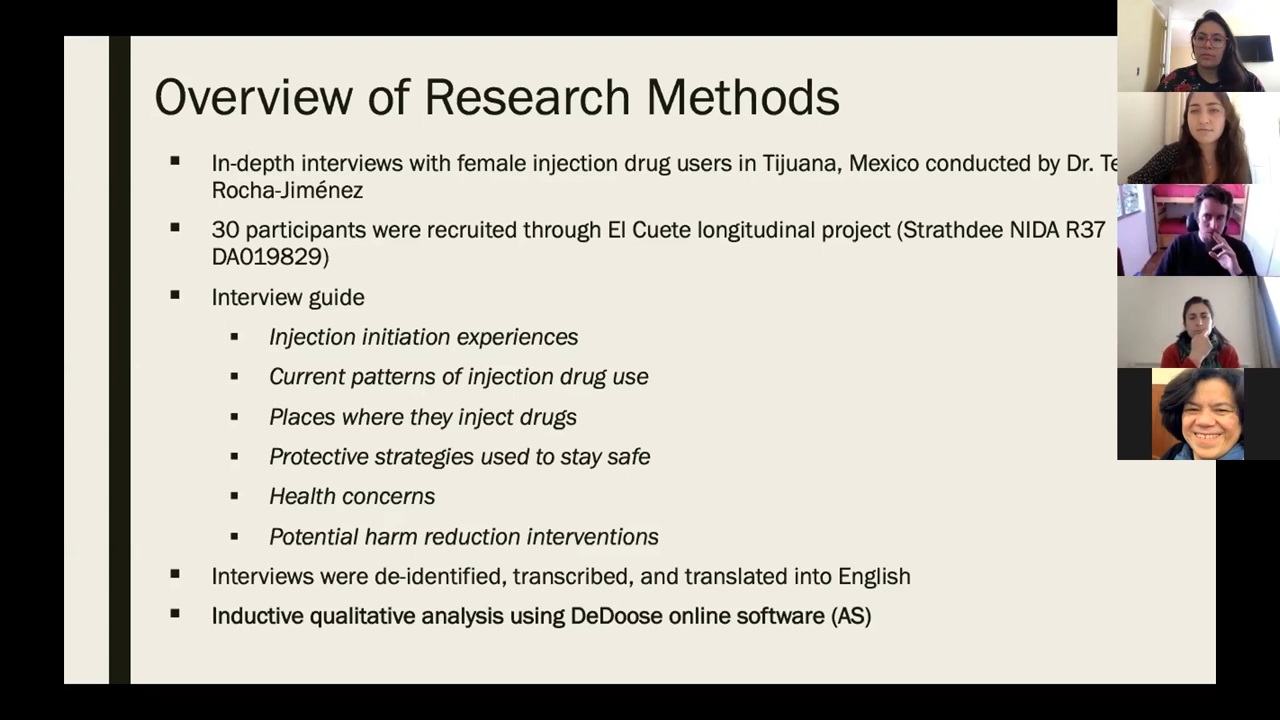 Overview of Research Methods
In-depth interviews with female injection drug users in Tijuana, Mexico conducted by Dr.
Rocha-Jiménez
30 participants were recruited through El Cuete longitudinal project (Strathdee NIDA R37
DA019829)
Interview guide
Injection initiation experiences
Current patterns of injection drug use
Places where they inject drugs
Protective strategies used to stay safe
Health concerns
Potential harm reduction interventions
Interviews were de-identified, transcribed, and translated into English
Inductive qualitative analysis using DeDoose online software (AS)